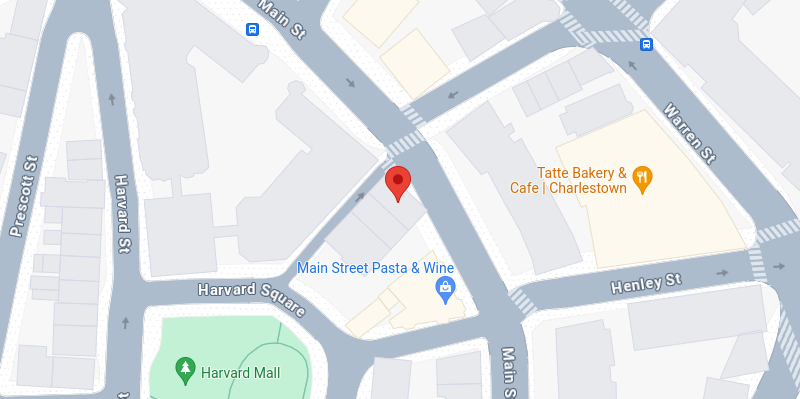 Main St
Warren St
Tatte Bakery &
Cafe | Charlestown
Prescott St
Harvard St
Main Street Pasta & Wine
Henley St
Harvard Square
Harvard Mall
Main S
t